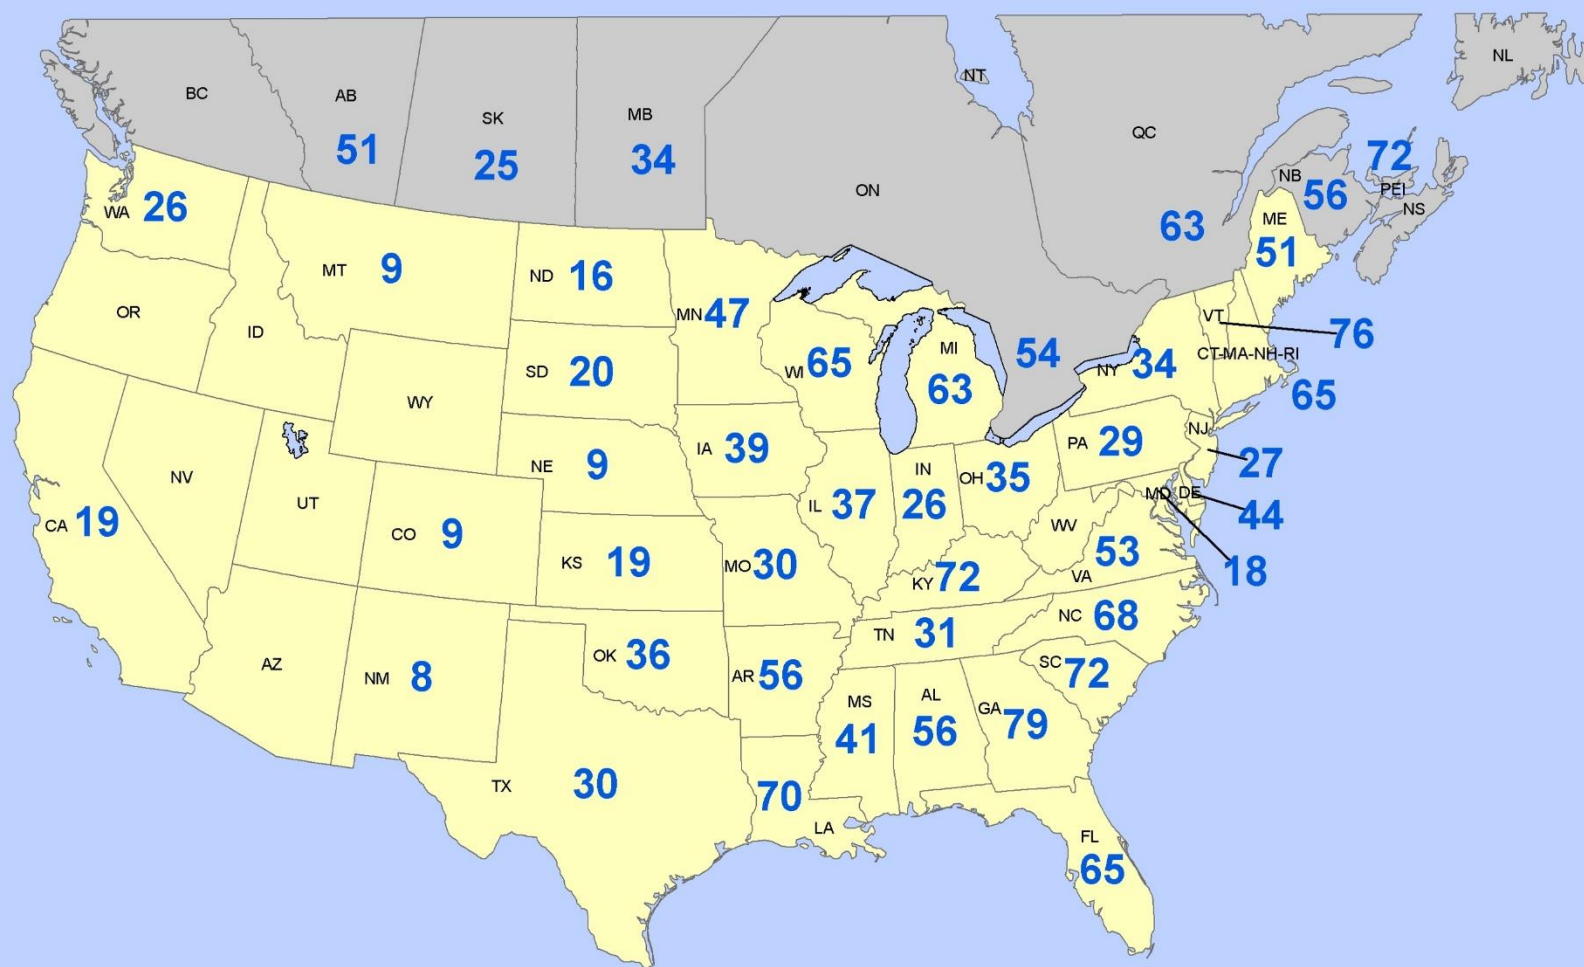 NL
NT
BC
AB
51
SK
25
MB
34
ON
QC
63
72
NB
56
PEI
NS
ME
51
WA 26
MT 9
ND 16
MN 47
OR
ID
VT
76
WI 65
MI
63
54
NY 34
CT-MA-NH-RI
65
SD 20
WY
IA 39
PA 29
NJ
27
NE 9
NV
UT
CA 19
CO 9
KS 19
MO 30
IL 37
IN
26
OH 35
MD DE
44
18
WV
53
VA
KY 72
NC 68
TN 31
AZ
NM 8
OK 36
AR 56
SC
72
MS
41
AL
56
GA 79
TX 30
70
LA
FL
65